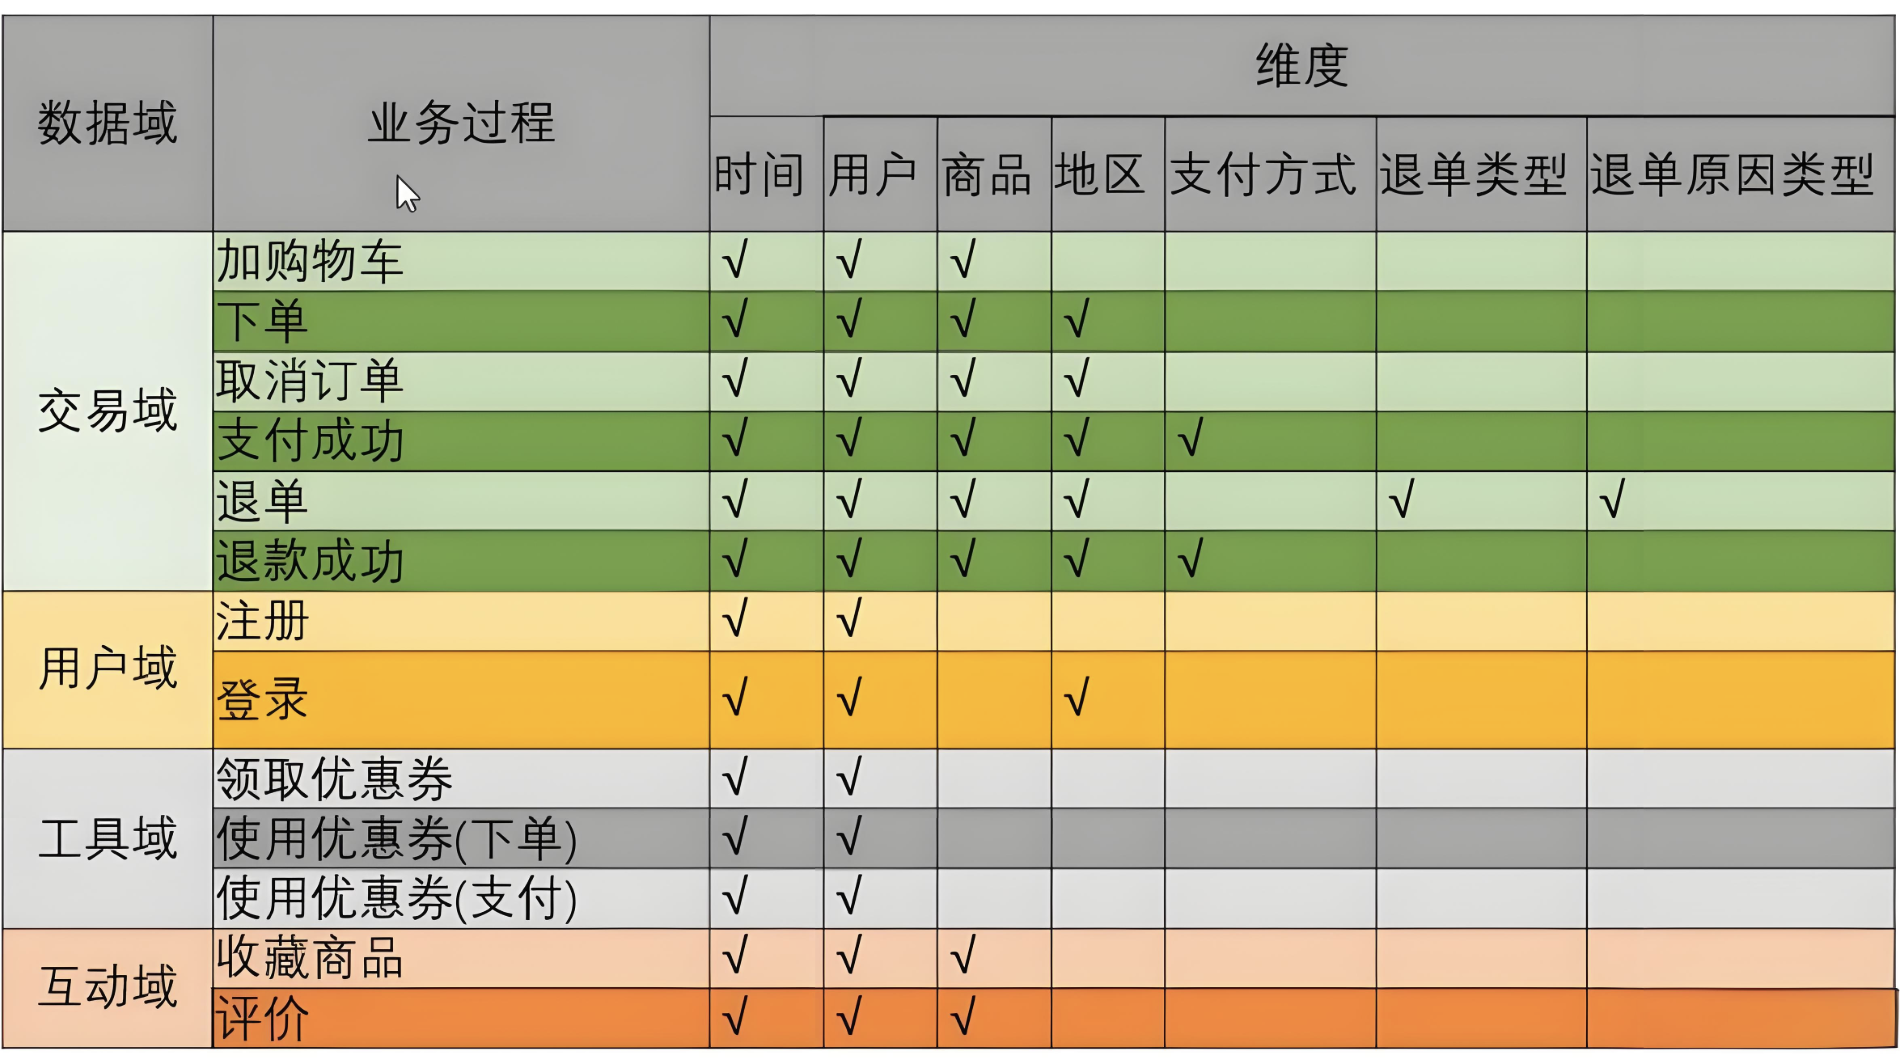 数据域 业务过程 维度
时间 用户 商品 地区 支付方式 退单类型 退单原因类型
交易域
加购物车 √ √ √
下单 √ √ √ √
取消订单 √ √ √ √
支付成功 √ √ √ √ √
退单 √ √ √ √ √ √
退款成功 √ √ √ √ √
用户域
注册 √ √
登录 √ √ √
工具域
领取优惠券 √ √
使用优惠券(下单) √ √
使用优惠券(支付) √ √
互动域
收藏商品 √ √ √
评价 √ √ √